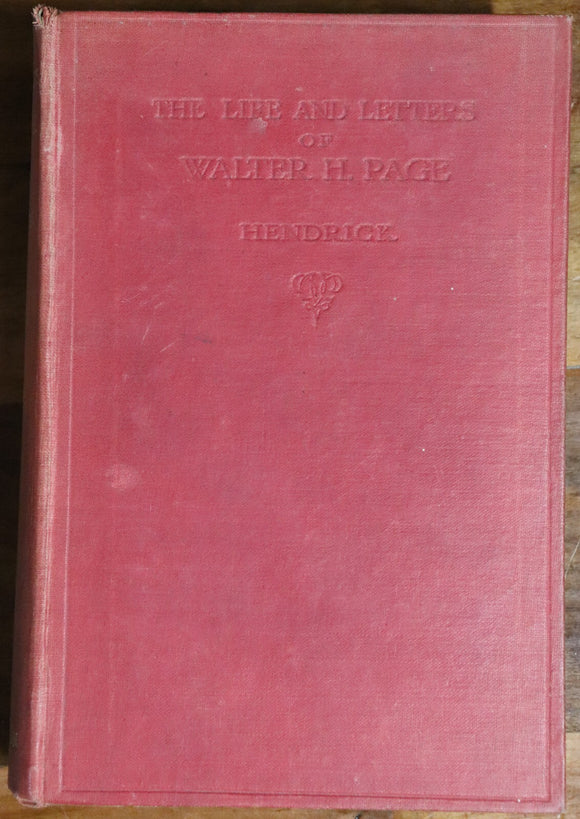 THE LIFE AND LETTERS
OF
WALTER H. PAGE
HENDRICK